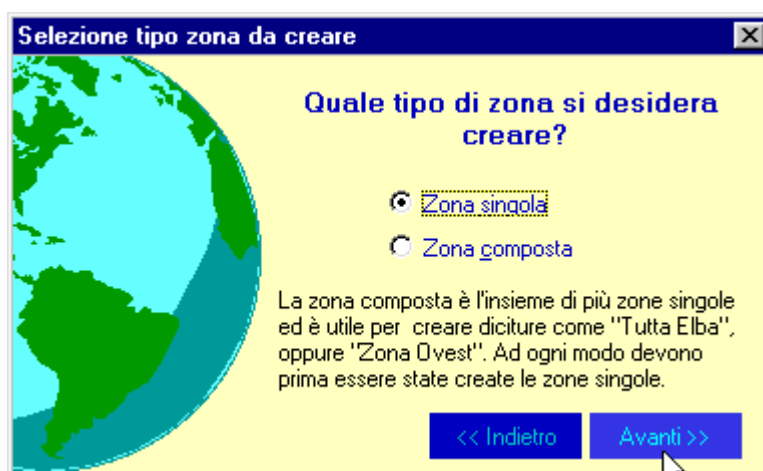 Selezione tipo zona da creare
Quale tipo di zona si desidera
creare?
Zona singola
Zona composta
La zona composta è l'insieme di più zone singole
ed è utile per creare diciture come "Tutta Elba",
oppure "Zona Ovest". Ad ogni modo devono
prima essere state create le zone singole.
<< Indietro
Avanti >>